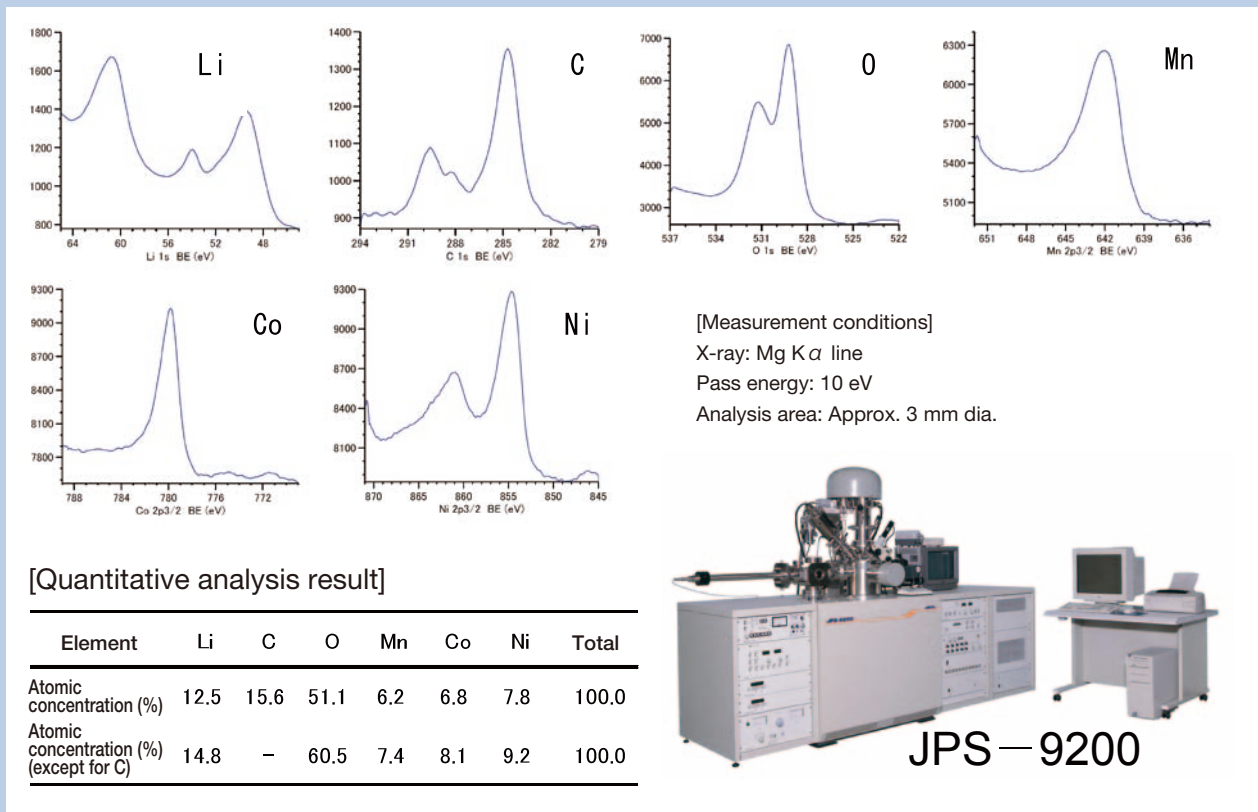 Li
1800
1600
1400
1200
1000
800
64 60 56 52 48
Li 1s BE (eV)
C
1400
1300
1200
1100
1000
900
294 291 288 285 282 279
C 1s BE (eV)
O
7000
6000
5000
4000
3000
537 534 531 528 525 522
O 1s BE (eV)
Mn
6300
6000
5700
5400
5100
651 648 645 642 639 636
Mn 2p3/2 BE (eV)
Co
9300
9000
8700
8400
8100
7800
788 784 780 776 772
Co 2p3/2 BE (eV)
Ni
9300
9000
8700
8400
8100
870 865 860 855 850 845
Ni 2p3/2 BE (eV)
[Measurement conditions]
X-ray: Mg K α line
Pass energy: 10 eV
Analysis area: Approx. 3 mm dia.
[Quantitative analysis result]
Element Li C O Mn Co Ni Total
Atomic
concentration (%) 12.5 15.6 51.1 6.2 6.8 7.8 100.0
Atomic
concentration (%)
(except for C) 14.8 – 60.5 7.4 8.1 9.2 100.0
JPS-9200
JPS—9200